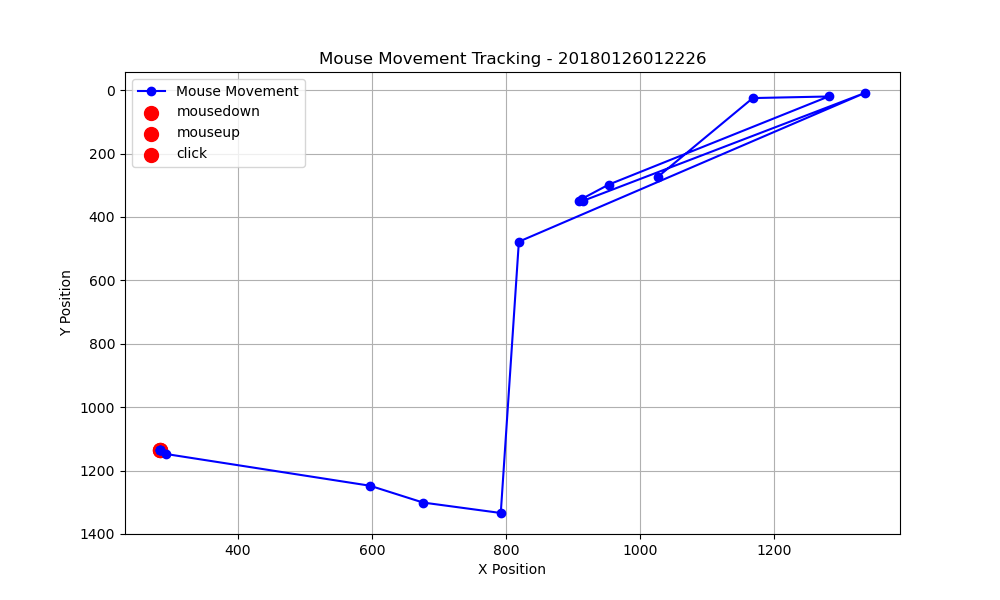 Mouse Movement Tracking - 20180126012226
Mouse Movement
mousedown
mouseup
click
0
200
400
600
800
1000
1200
1400
Y Position
400
600
800
1000
1200
X Position